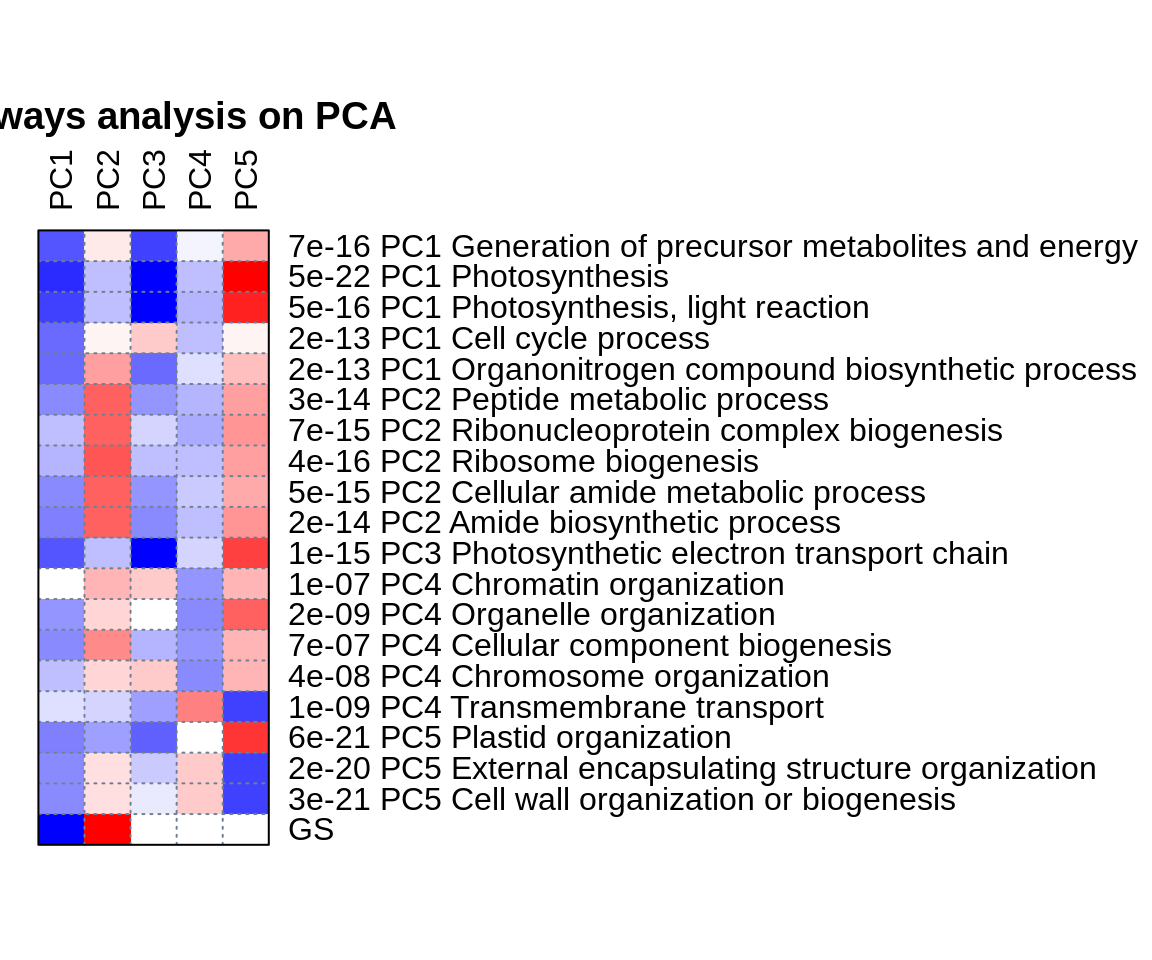 ways analysis on PCA
PC1 PC2 PC3 PC4 PC5
7e-16 PC1 Generation of precursor metabolites and energy
5e-22 PC1 Photosynthesis
5e-16 PC1 Photosynthesis, light reaction
2e-13 PC1 Cell cycle process
2e-13 PC1 Organonitrogen compound biosynthetic process
3e-14 PC2 Peptide metabolic process
7e-15 PC2 Ribonucleoprotein complex biogenesis
4e-16 PC2 Ribosome biogenesis
5e-15 PC2 Cellular amide metabolic process
2e-14 PC2 Amide biosynthetic process
1e-15 PC3 Photosynthetic electron transport chain
1e-07 PC4 Chromatin organization
2e-09 PC4 Organelle organization
7e-07 PC4 Cellular component biogenesis
4e-08 PC4 Chromosome organization
1e-09 PC4 Transmembrane transport
6e-21 PC5 Plastid organization
2e-20 PC5 External encapsulating structure organization
3e-21 PC5 Cell wall organization or biogenesis
GS